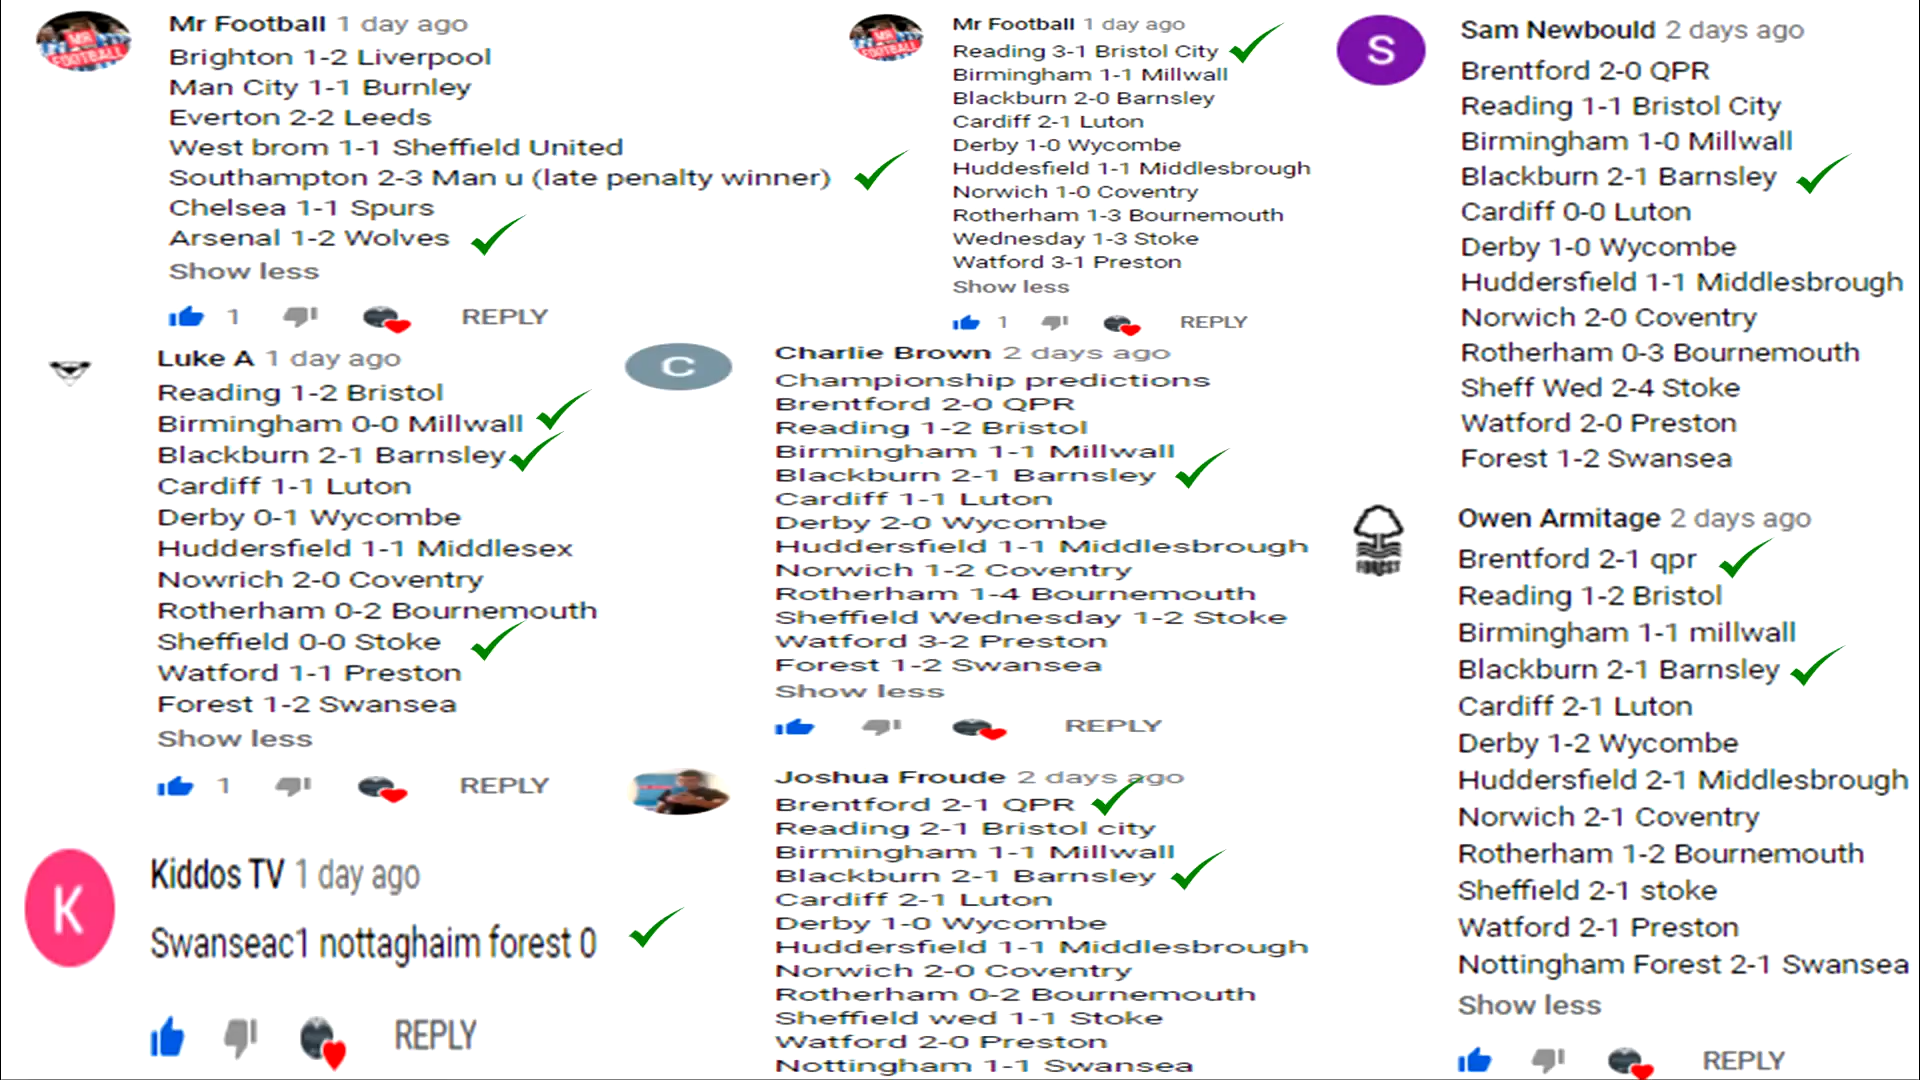 Mr Football 1 day ago
MR
FOOTBALL
Brighton 1-2 Liverpool
Man City 1-1 Burnley
Everton 2-2 Leeds
West brom 1-1 Sheffield United
Southampton 2-3 Man u (late penalty winner)
Chelsea 1-1 Spurs
Arsenal 1-2 Wolves
Show less
1 REPLY
Luke A 1 day ago
Reading 1-2 Bristol
Birmingham 0-0 Millwall
Blackburn 2-1 Barnsley
Cardiff 1-1 Luton
Derby 0-1 Wycombe
Huddersfield 1-1 Middlesex
Nowrich 2-0 Coventry
Rotherham 0-2 Bournemouth
Sheffield 0-0 Stoke
Watford 1-1 Preston
Forest 1-2 Swansea
Show less
1 REPLY
K
Kiddos TV 1 day ago
Swanseac1 nottaghaim forest 0
REPLY
Mr Football 1 day ago
MR
FOOTBALL
Reading 3-1 Bristol City
Birmingham 1-1 Millwall
Blackburn 2-0 Barnsley
Cardiff 2-1 Luton
Derby 1-0 Wycombe
Huddesfield 1-1 Middlesbrough
Norwich 1-0 Coventry
Rotherham 1-3 Bournemouth
Wednesday 1-3 Stoke
Watford 3-1 Preston
Show less
1 REPLY
C
Charlie Brown 2 days ago
Championship predictions
Brentford 2-0 QPR
Reading 1-2 Bristol
Birmingham 1-1 Millwall
Blackburn 2-1 Barnsley
Cardiff 1-1 Luton
Derby 2-0 Wycombe
Huddersfield 1-1 Middlesbrough
Norwich 1-2 Coventry
Rotherham 1-4 Bournemouth
Sheffield Wednesday 1-2 Stoke
Watford 3-2 Preston
Forest 1-2 Swansea
Show less
REPLY
Joshua Froude 2 days ago
Brentford 2-1 QPR
Reading 2-1 Bristol city
Birmingham 1-1 Millwall
Blackburn 2-1 Barnsley
Cardiff 2-1 Luton
Derby 1-0 Wycombe
Huddersfield 1-1 Middlesbrough
Norwich 2-0 Coventry
Rotherham 0-2 Bournemouth
Sheffield wed 1-1 Stoke
Watford 2-0 Preston
Nottingham 1-1 Swansea
S
Sam Newbould 2 days ago
Brentford 2-0 QPR
Reading 1-1 Bristol City
Birmingham 1-0 Millwall
Blackburn 2-1 Barnsley
Cardiff 0-0 Luton
Derby 1-0 Wycombe
Huddersfield 1-1 Middlesbrough
Norwich 2-0 Coventry
Rotherham 0-3 Bournemouth
Sheff Wed 2-4 Stoke
Watford 2-0 Preston
Forest 1-2 Swansea
Owen Armitage 2 days ago
FOREST
Brentford 2-1 qpr
Reading 1-2 Bristol
Birmingham 1-1 millwall
Blackburn 2-1 Barnsley
Cardiff 2-1 Luton
Derby 1-2 Wycombe
Huddersfield 2-1 Middlesbrough
Norwich 2-1 Coventry
Rotherham 1-2 Bournemouth
Sheffield 2-1 stoke
Watford 2-1 Preston
Nottingham Forest 2-1 Swansea
Show less
REPLY